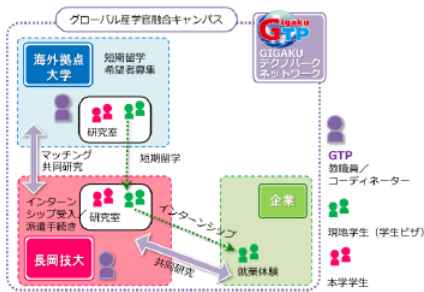 グローバル産学官融合キャンパス
Gigaku
GTP
GIGAKU
テクノパーク
ネットワーク
海外拠点
大学
短期留学
希望者募集
研究室
マッチング
共同研究
短期留学
インターン
シップ受入/
派遣手続き
研究室
インターンシップ
企業
長岡技大
共同研究
就業体験
GTP
教職員/
コーディネーター
現地学生(学生ビザ)
本学学生